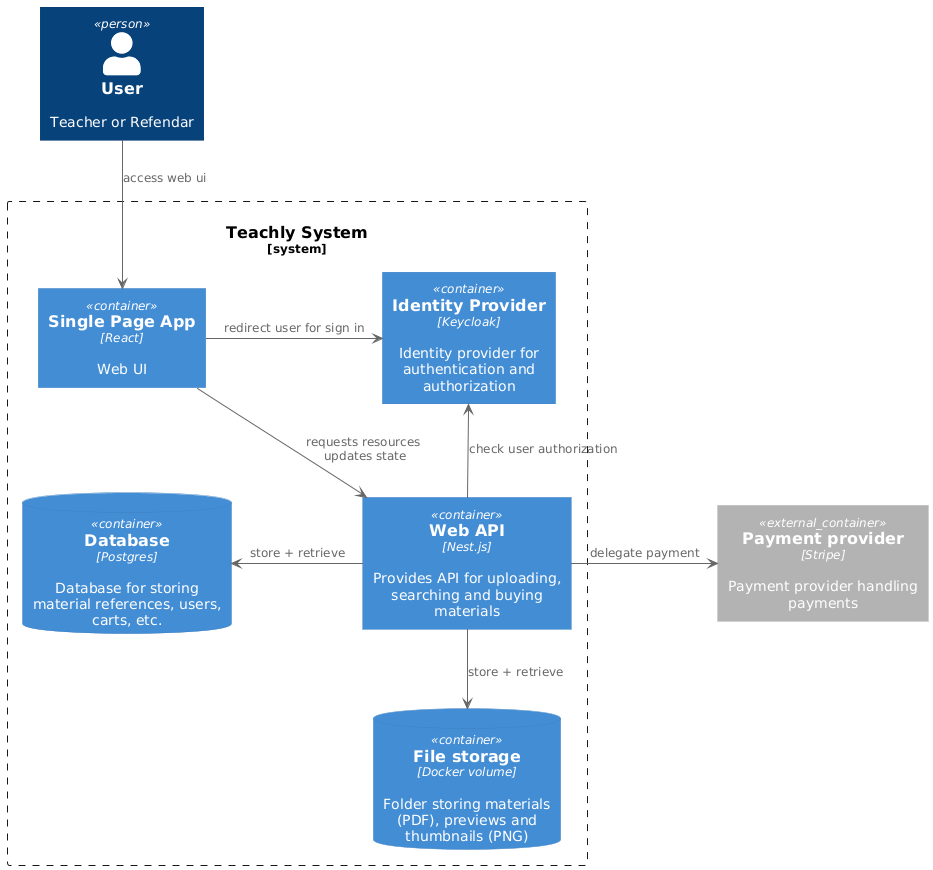 «person»
User
Teacher or Refendar
access web ui
Teachly System
[system]
«container»
Single Page App
[React]
Web UI
redirect user for sign in
«container»
Identity Provider
[Keycloak]
Identity provider for
authentication and
authorization
requests resources
updates state
check user authorization
«container»
Database
[Postgres]
Database for storing
material references, users,
carts, etc.
store + retrieve
«container»
Web API
[Nest.js]
Provides API for uploading,
searching and buying
materials
delegate payment
«external_container»
Payment provider
[Stripe]
Payment provider handling
payments
store + retrieve
«container»
File storage
[Docker volume]
Folder storing materials
(PDF), previews and
thumbnails (PNG)